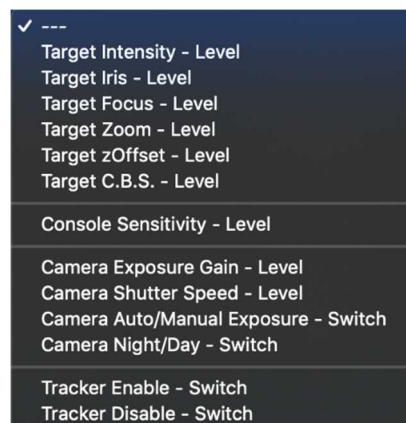 ✓ ---
Target Intensity - Level
Target Iris - Level
Target Focus - Level
Target Zoom - Level
Target zOffset - Level
Target C.B.S. - Level
Console Sensitivity - Level
Camera Exposure Gain - Level
Camera Shutter Speed - Level
Camera Auto/Manual Exposure - Switch
Camera Night/Day - Switch
Tracker Enable - Switch
Tracker Disable - Switch